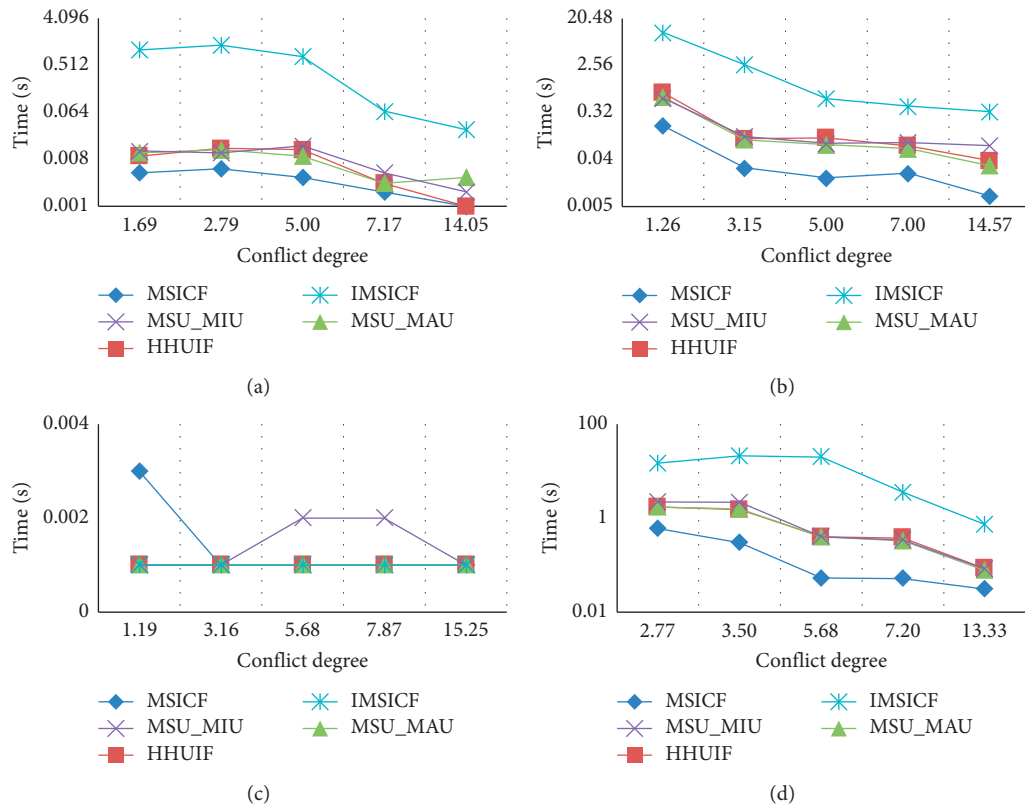 4.096
0.512
0.064
0.008
0.001
Time (s)
1.69 2.79 5.00 7.17 14.05
Conflict degree
MSICF IMSICF
MSU_MIU MSU_MAU
HHUIF
(a)
20.48
2.56
0.32
0.04
0.005
Time (s)
1.26 3.15 5.00 7.00 14.57
Conflict degree
MSICF IMSICF
MSU_MIU MSU_MAU
HHUIF
(b)
0.004
0.002
0
Time (s)
1.19 3.16 5.68 7.87 15.25
Conflict degree
MSICF IMSICF
MSU_MIU MSU_MAU
HHUIF
(c)
100
1
0.01
Time (s)
2.77 3.50 5.68 7.20 13.33
Conflict degree
MSICF IMSICF
MSU_MIU MSU_MAU
HHUIF
(d)